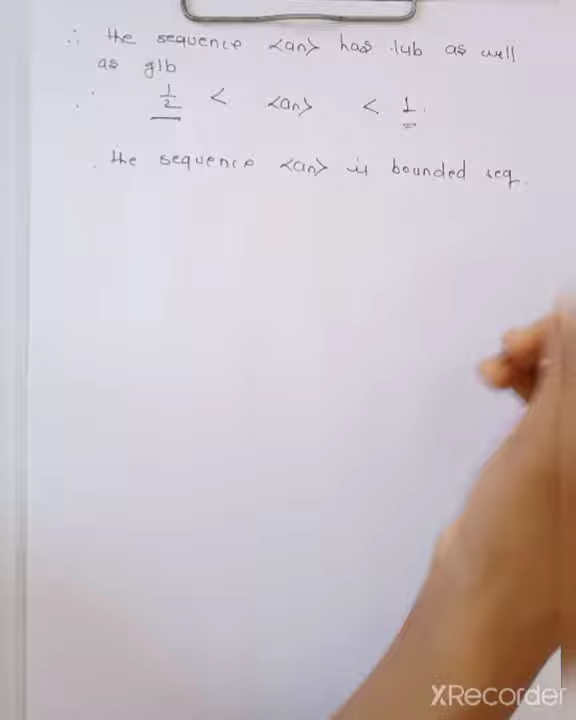 ∴ the sequence <an> has lub as well
as glb
∴ 1/2 < <an> < 1.
. the sequence <an> is bounded seq.
XRecorder